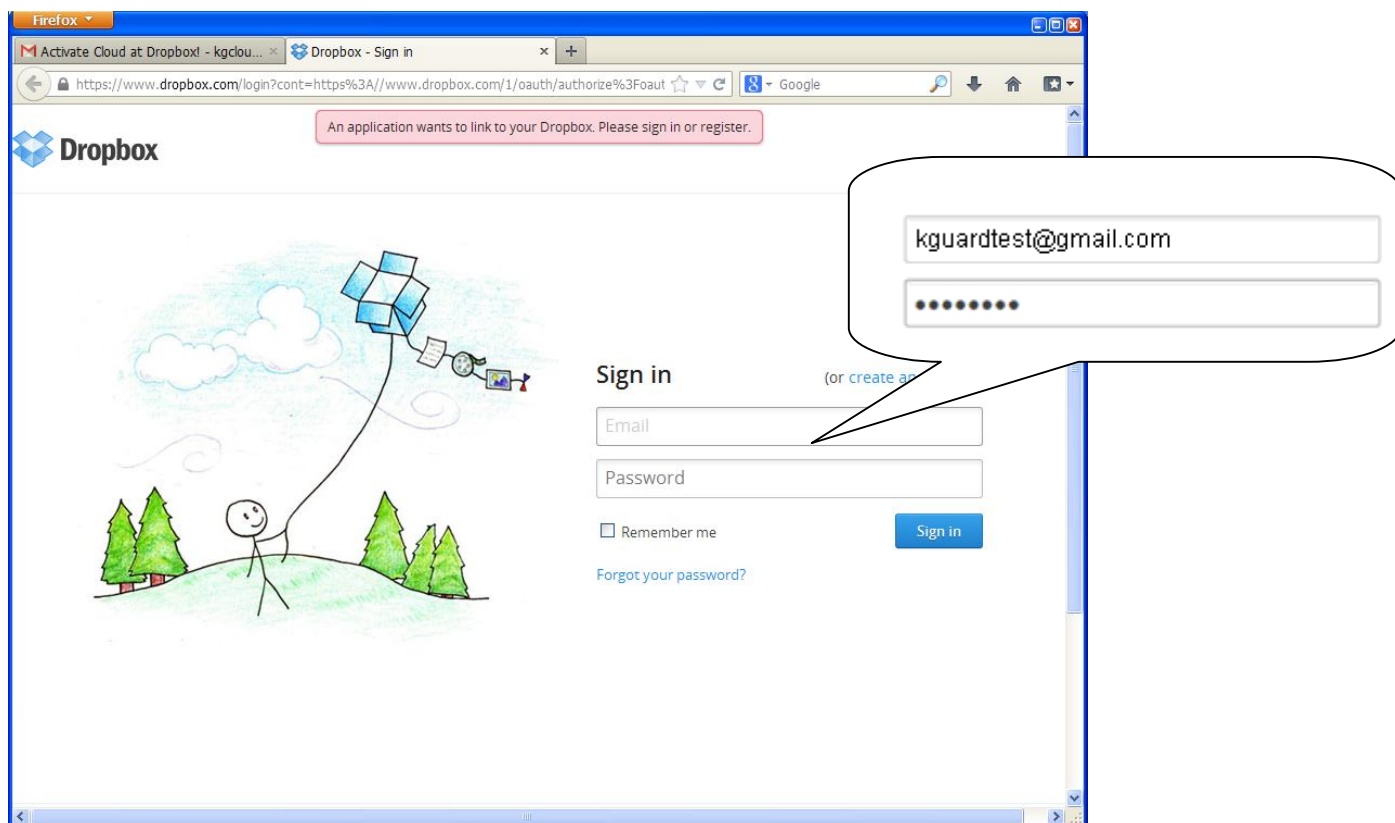 Firefox
Activate Cloud at Dropbox! - kgclou...
Dropbox - Sign in
https://www.dropbox.com/login?cont=https%3A//www.dropbox.com/1/oauth/authorize%3Foaut
Google
An application wants to link to your Dropbox. Please sign in or register.
Dropbox
kguardtest@gmail.com
••••••••
Sign in
(or create an
Email
Password
Remember me
Sign in
Forgot your password?